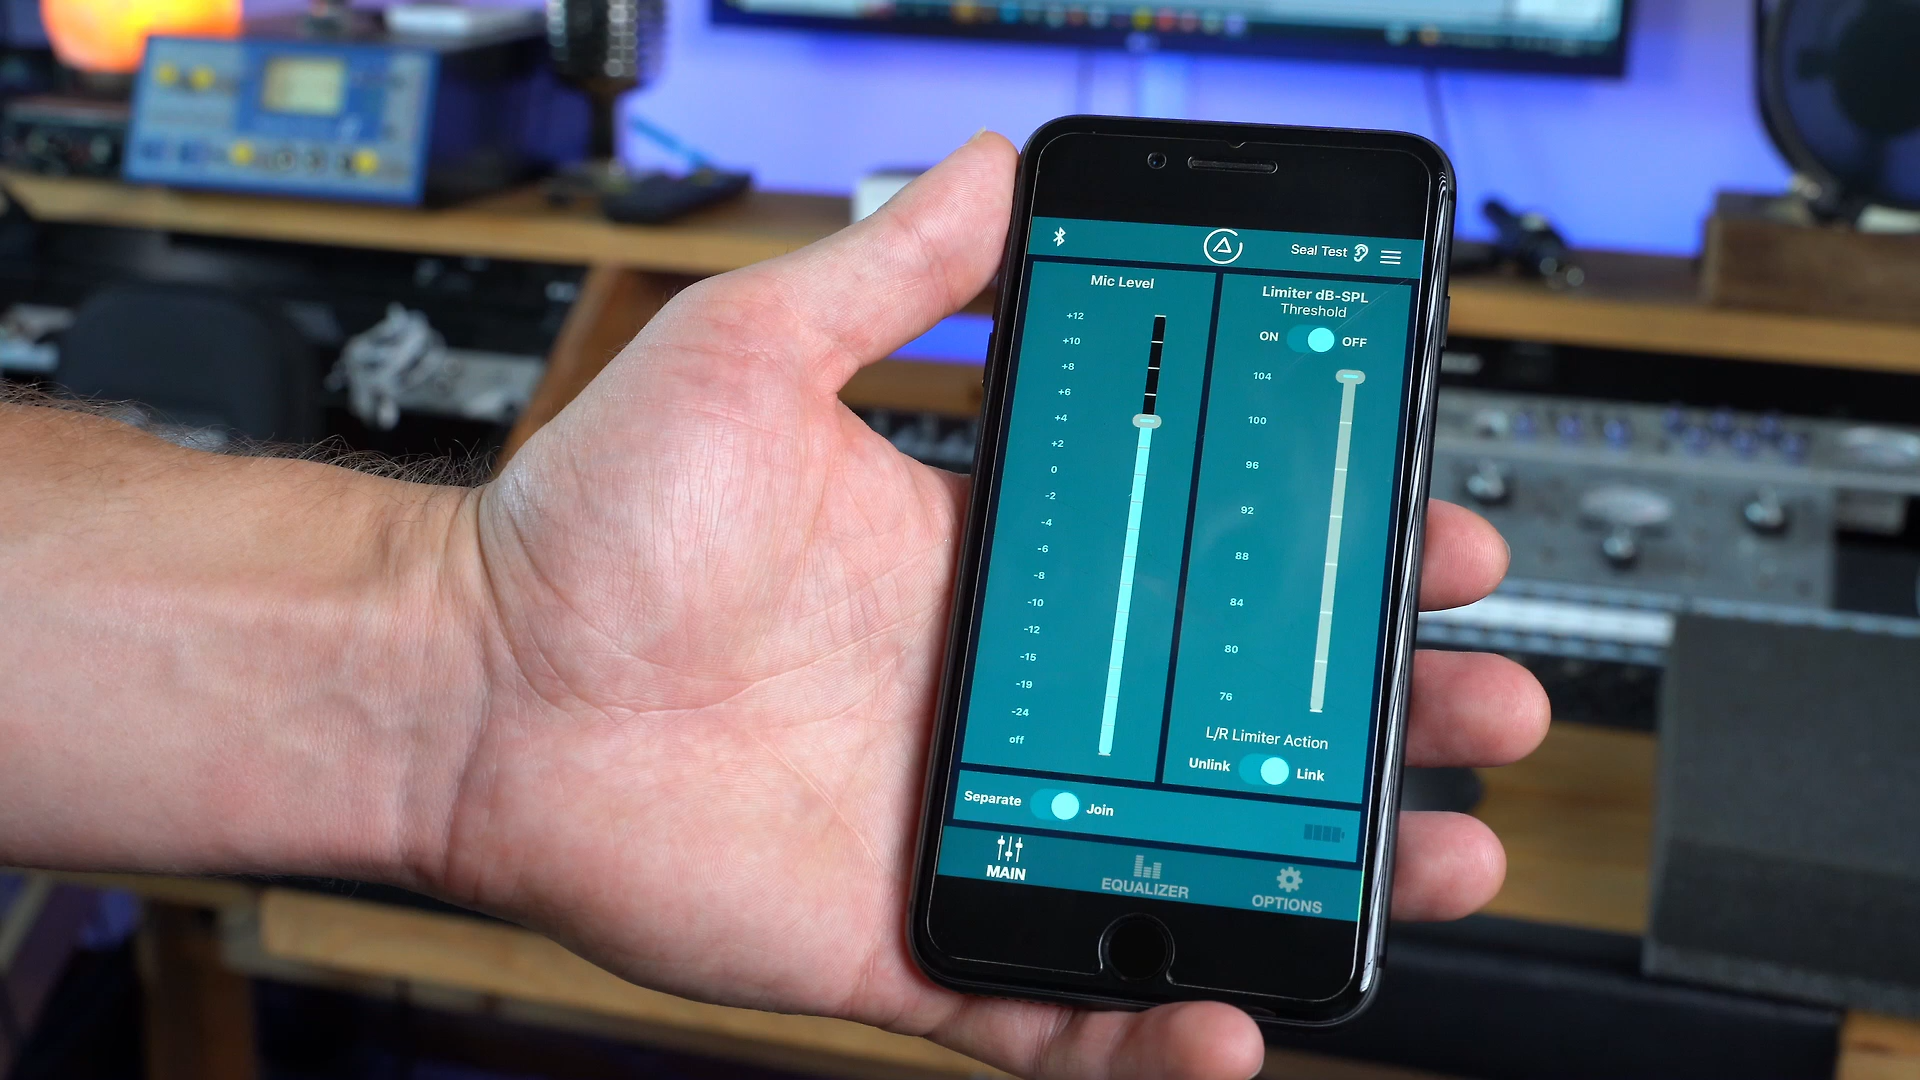 Seal Test
Mic Level
+12
+10
+8
+6
+4
+2
0
-2
-4
-6
-8
-10
-12
-15
-19
-24
off
Limiter dB-SPL
Threshold
ON OFF
104
100
96
92
88
84
80
76
L/R Limiter Action
Unlink Link
Separate Join
MAIN EQUALIZER OPTIONS